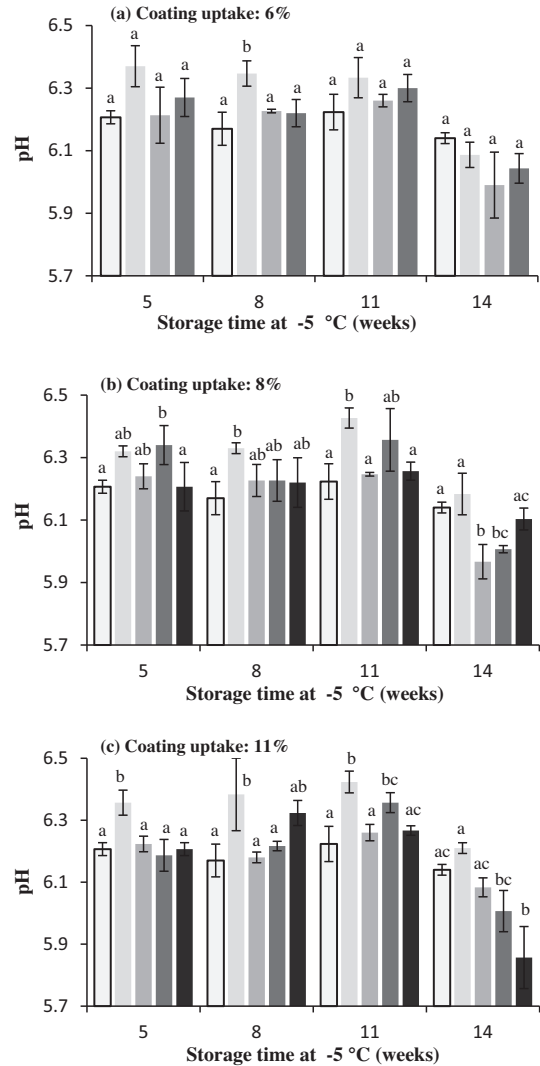 (a) Coating uptake: 6%
6.5
6.3
6.1
5.9
5.7
pH
a a a a
a b a a
a a a a
a a a a
5 8 11 14
Storage time at -5 °C (weeks)
(b) Coating uptake: 8%
6.5
6.3
6.1
5.9
5.7
pH
a ab ab b a
a b ab ab ab
a b a ab a
a a b bc ac
5 8 11 14
Storage time at -5 °C (weeks)
(c) Coating uptake: 11%
6.5
6.3
6.1
5.9
5.7
pH
a b a a a
a b a a ab
a b a bc ac
ac a ac bc b
5 8 11 14
Storage time at -5 °C (weeks)